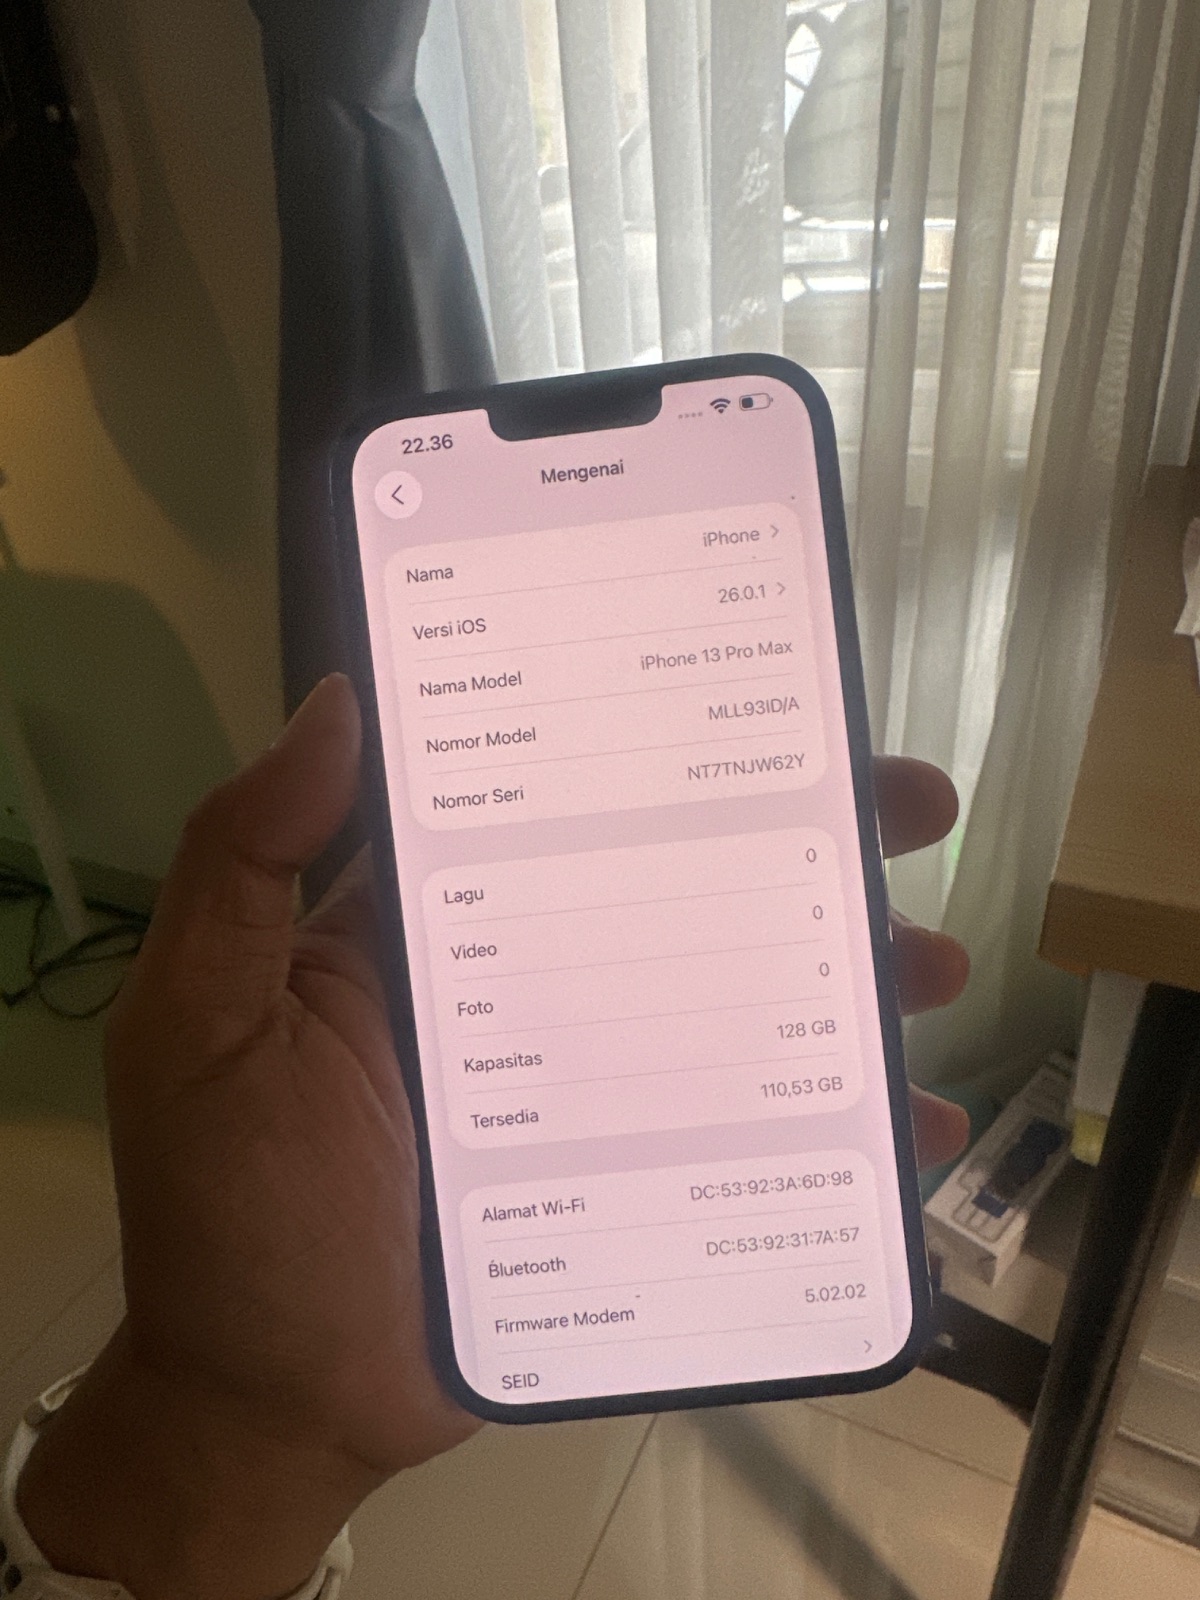 22.36
Mengenai
Nama iPhone
Versi iOS 26.0.1
Nama Model iPhone 13 Pro Max
Nomor Model MLL93ID/A
Nomor Seri NT7TNJW62Y
Lagu 0
Video 0
Foto 0
Kapasitas 128 GB
Tersedia 110,53 GB
Alamat Wi-Fi DC:53:92:3A:6D:98
Bluetooth DC:53:92:31:7A:57
Firmware Modem 5.02.02
SEID